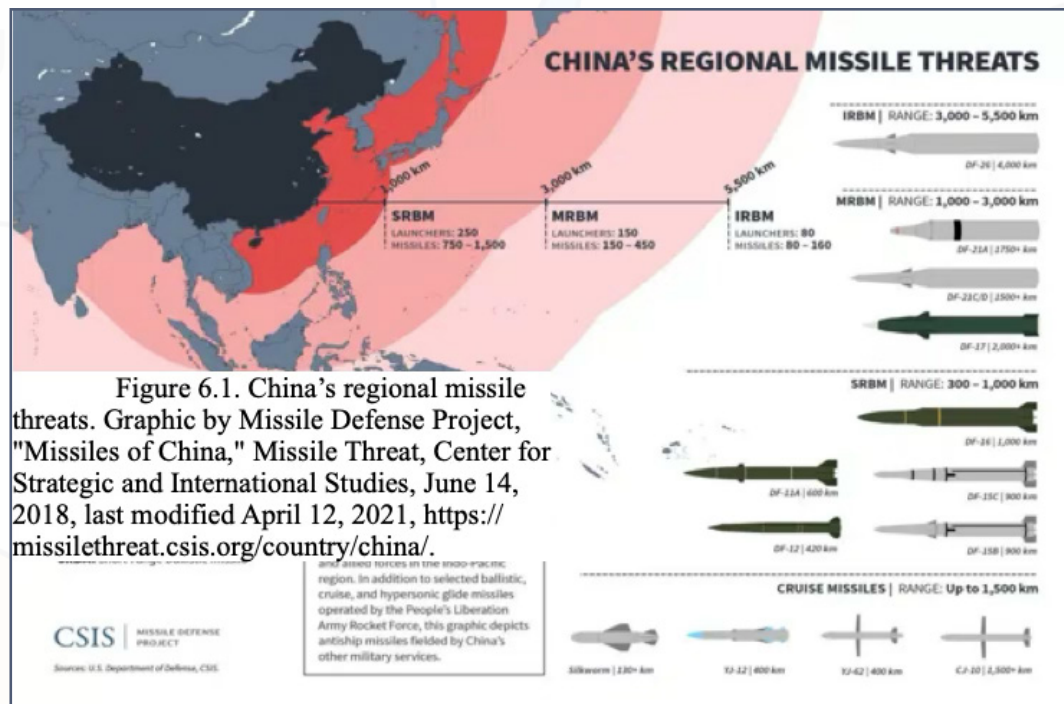 CHINA'S REGIONAL MISSILE THREATS
IRBM | RANGE: 3,000 – 5,500 km
DF-26 | 4,000 km
MRBM | RANGE: 1,000 – 3,000 km
DF-21A | 1750+ km
DF-21C/D | 1500+ km
DF-17 | 2,000+ km
1,000 km
3,000 km
5,500 km
SRBM
LAUNCHERS: 250
MISSILES: 750 – 1,500
MRBM
LAUNCHERS: 150
MISSILES: 150 – 450
IRBM
LAUNCHERS: 80
MISSILES: 80 – 160
SRBM | RANGE: 300 – 1,000 km
DF-16 | 1,000 km
DF-11A | 600 km
DF-15C | 900 km
DF-12 | 420 km
DF-15B | 900 km
Figure 6.1. China's regional missile
threats. Graphic by Missile Defense Project,
"Missiles of China," Missile Threat, Center for
Strategic and International Studies, June 14,
2018, last modified April 12, 2021, https://
missilethreat.csis.org/country/china/.
and allied forces in the Indo-Pacific
region. In addition to selected ballistic,
cruise, and hypersonic glide missiles
operated by the People's Liberation
Army Rocket Force, this graphic depicts
antiship missiles fielded by China's
other military services.
CSIS | MISSILE DEFENSE
PROJECT
Sources: U.S. Department of Defense, CSIS.
CRUISE MISSILES | RANGE: Up to 1,500 km
Silkworm | 130+ km
YJ-12 | 400 km
YJ-62 | 400 km
CJ-10 | 1,500+ km